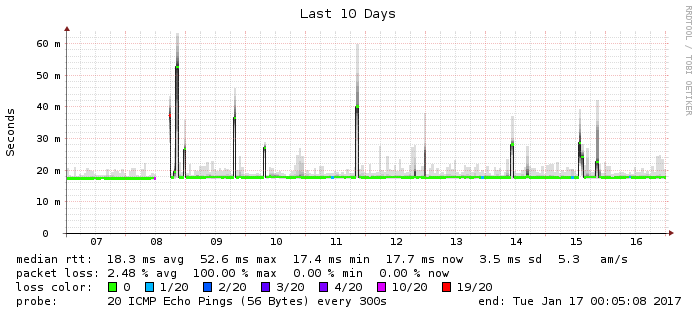 Last 10 Days
RRDTOOL / TOBI OETIKER
Seconds
60 m
50 m
40 m
30 m
20 m
10 m
0
07 08 09 10 11 12 13 14 15 16
median rtt: 18.3 ms avg 52.6 ms max 17.4 ms min 17.7 ms now 3.5 ms sd 5.3 am/s
packet loss: 2.48 % avg 100.00 % max 0.00 % min 0.00 % now
loss color: 0 1/20 2/20 3/20 4/20 10/20 19/20
probe: 20 ICMP Echo Pings (56 Bytes) every 300s end: Tue Jan 17 00:05:08 2017